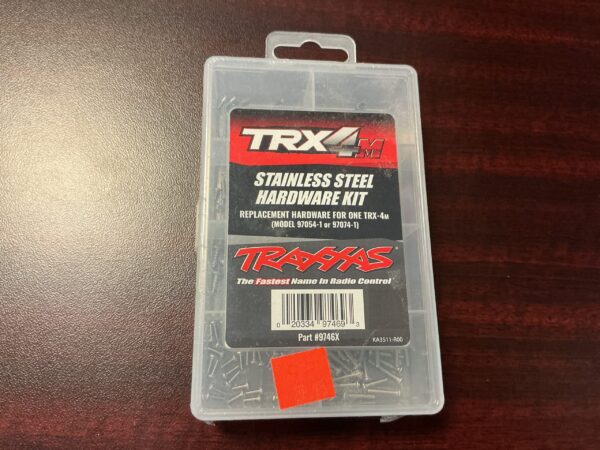 TRX4M
STAINLESS STEEL
HARDWARE KIT
REPLACEMENT HARDWARE FOR ONE TRX-4M
(MODEL 97054-1 or 97074-1)
TRAXXAS
The Fastest Name in Radio Control
0 20334 97469 3
Part #9746X
KA3511-R00